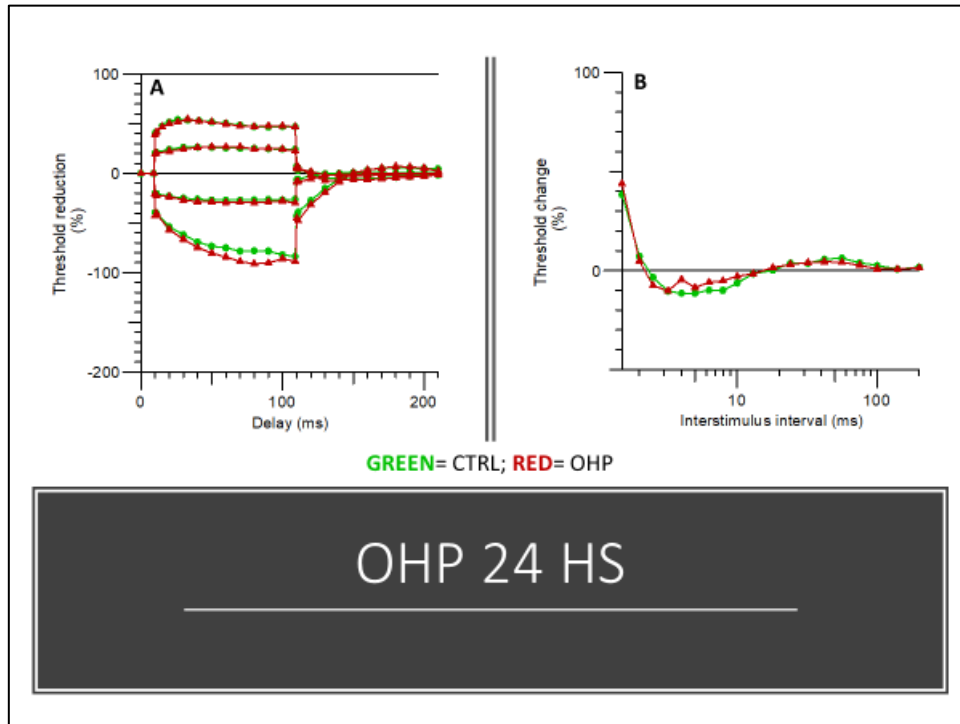 A
100
0
-100
-200
Threshold reduction
(%)
0
100
200
Delay (ms)
B
100
0
Threshold change
(%)
10
100
Interstimulus interval (ms)
GREEN= CTRL; RED= OHP
OHP 24 HS